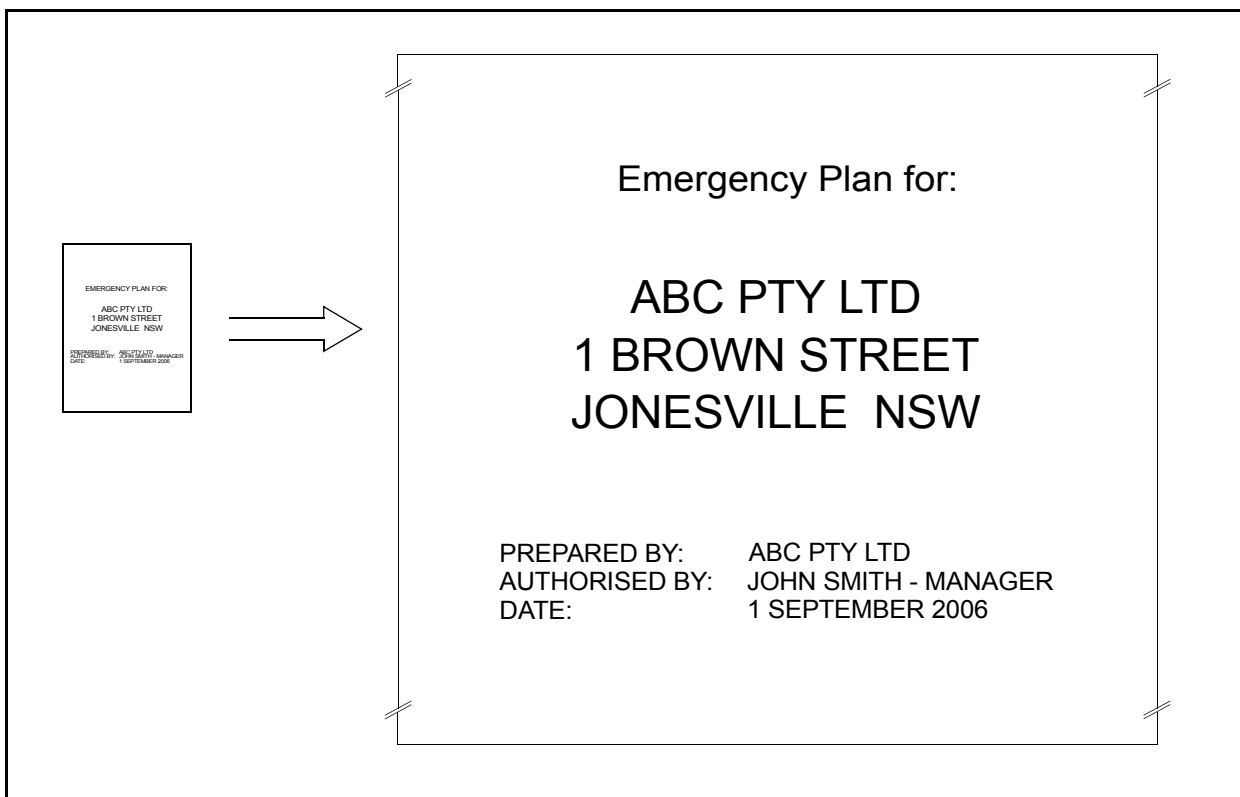 EMERGENCY PLAN FOR:
ABC PTY LTD
1 BROWN STREET
JONESVILLE NSW
PREPARED BY: ABC PTY LTD
AUTHORISED BY: JOHN SMITH - MANAGER
DATE: 1 SEPTEMBER 2006
Emergency Plan for:
ABC PTY LTD
1 BROWN STREET
JONESVILLE NSW
PREPARED BY: ABC PTY LTD
AUTHORISED BY: JOHN SMITH - MANAGER
DATE: 1 SEPTEMBER 2006